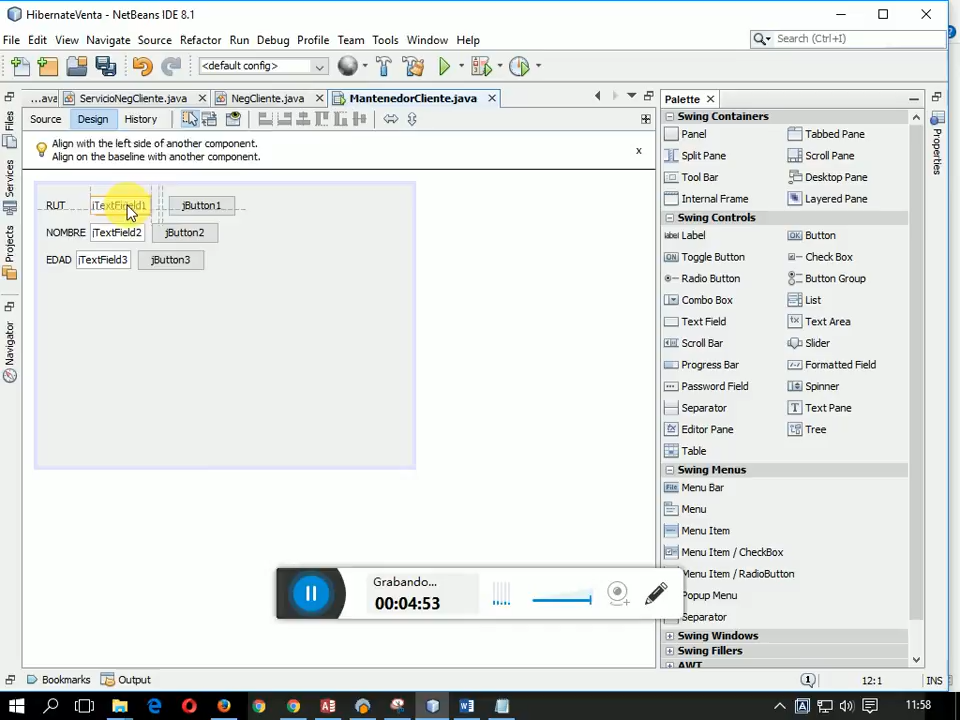 HibernateVenta - NetBeans IDE 8.1
File Edit View Navigate Source Refactor Run Debug Profile Team Tools Window Help
Search (Ctrl+I)
<default config>
...ava ServicioNegCliente.java NegCliente.java MantenedorCliente.java
Source Design History
Align with the left side of another component.
Align on the baseline with another component.
x
RUT jTextField1 jButton1
NOMBRE jTextField2 jButton2
EDAD jTextField3 jButton3
Files
Services
Projects
Navigator
Palette
Properties
Swing Containers
Panel Tabbed Pane
Split Pane Scroll Pane
Tool Bar Desktop Pane
Internal Frame Layered Pane
Swing Controls
label Label OK Button
ON Toggle Button Check Box
Radio Button Button Group
Combo Box List
Text Field Text Area
Scroll Bar Slider
Progress Bar Formatted Field
Password Field Spinner
Separator Text Pane
Editor Pane Tree
Table
Swing Menus
Menu Bar
Menu
Menu Item
Menu Item / CheckBox
Menu Item / RadioButton
Popup Menu
Separator
Swing Windows
Swing Fillers
AWT
Grabando...
00:04:53
Bookmarks Output
1 12:1 INS
11:58